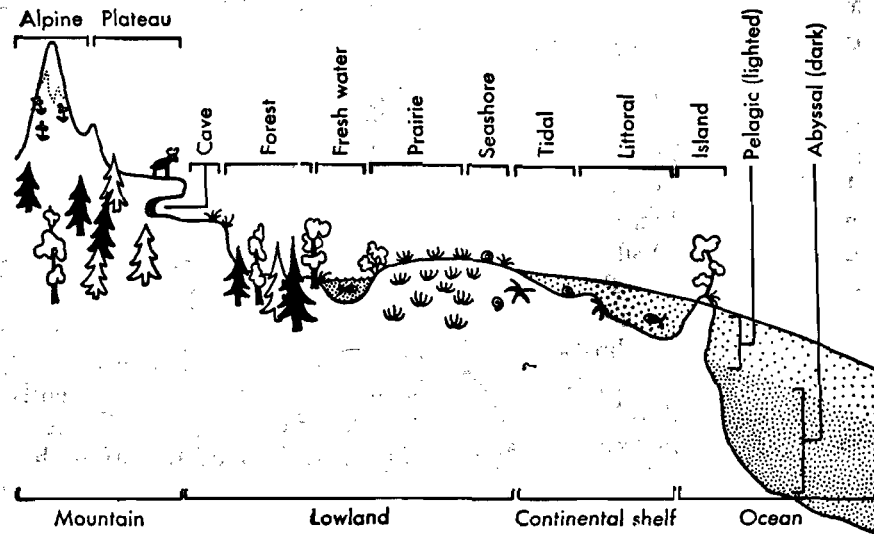 Alpine Plateau
Cave
Forest
Fresh water
Prairie
Seashore
Tidal
Littoral
Island
Pelagic (lighted)
Abyssal (dark)
Mountain Lowland Continental shelf Ocean